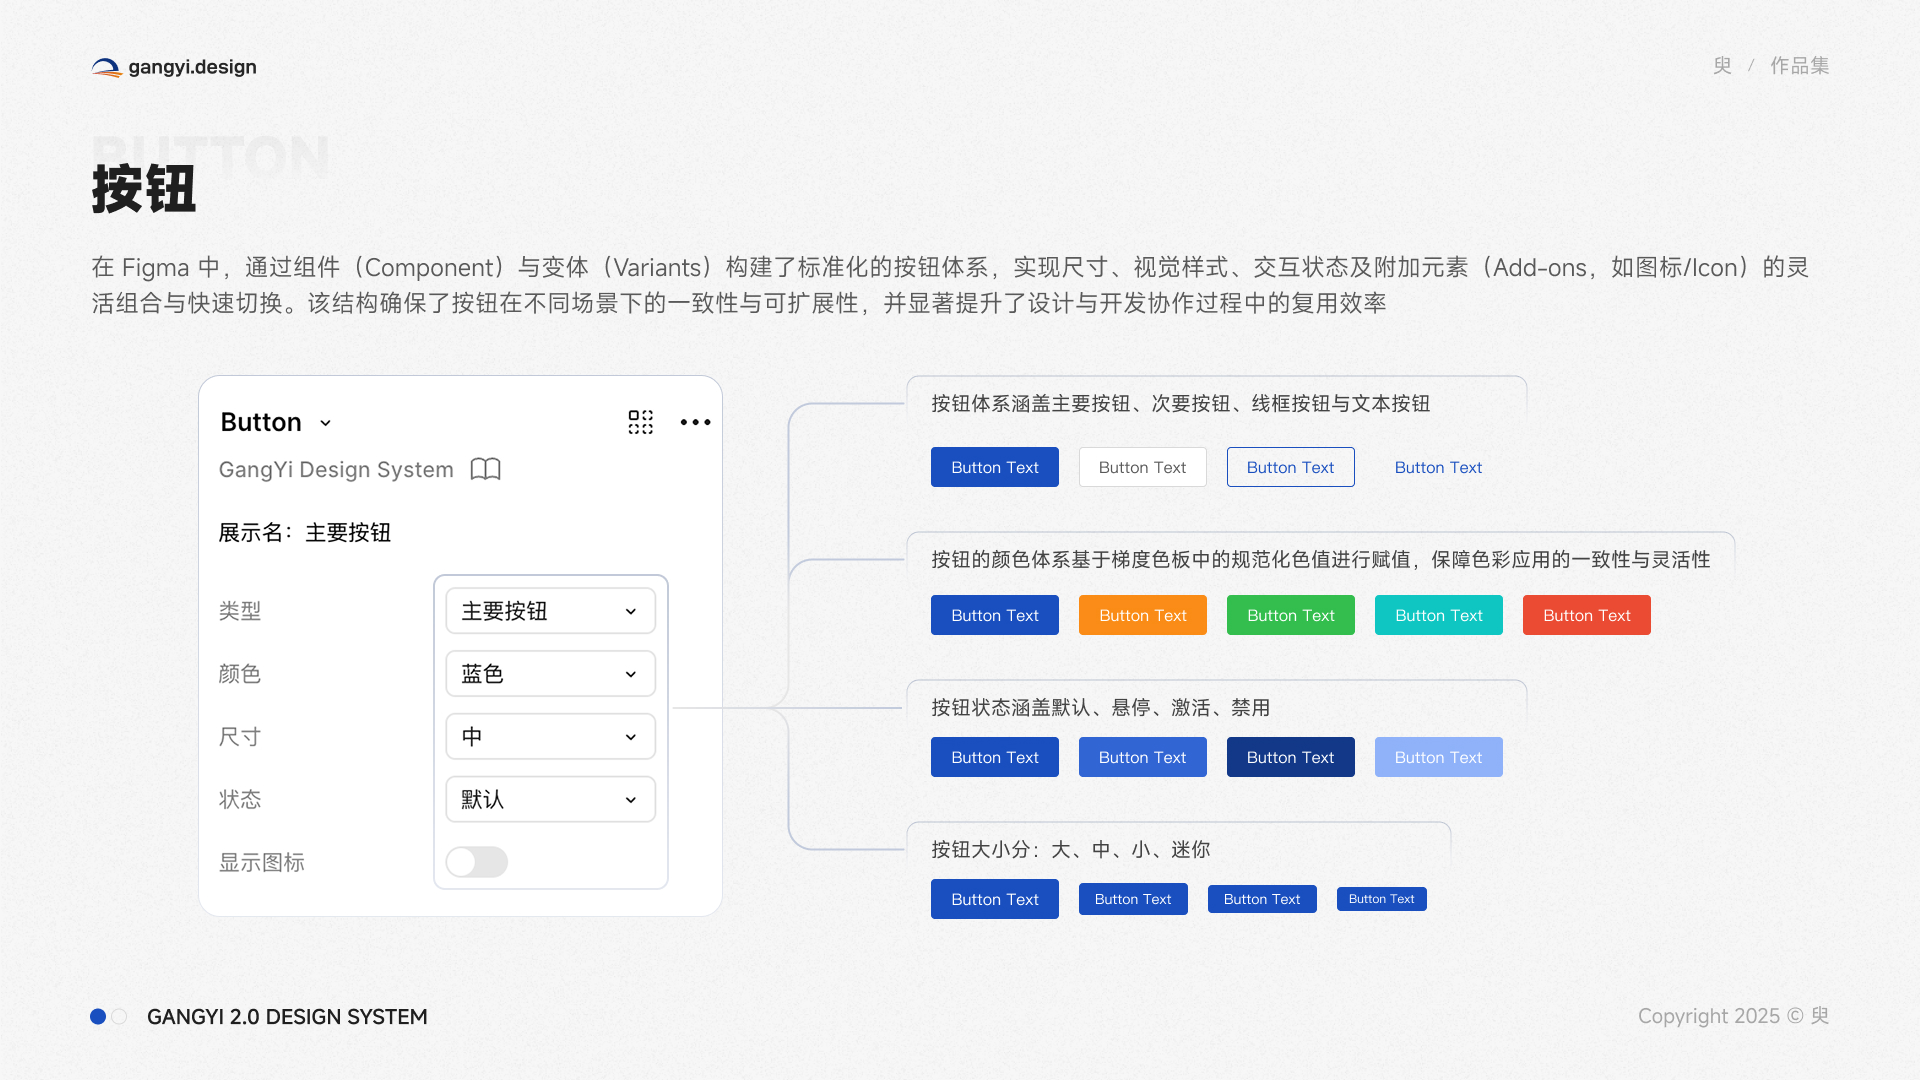 gangyi.design
臾 / 作品集
BUTTON
按钮
在 Figma 中，通过组件（Component）与变体（Variants）构建了标准化的按钮体系，实现尺寸、视觉样式、交互状态及附加元素（Add-ons，如图标/Icon）的灵
活组合与快速切换。该结构确保了按钮在不同场景下的一致性与可扩展性，并显著提升了设计与开发协作过程中的复用效率
Button
GangYi Design System
展示名：主要按钮
类型 主要按钮
颜色 蓝色
尺寸 中
状态 默认
显示图标
按钮体系涵盖主要按钮、次要按钮、线框按钮与文本按钮
Button Text Button Text Button Text Button Text
按钮的颜色体系基于梯度色板中的规范化色值进行赋值，保障色彩应用的一致性与灵活性
Button Text Button Text Button Text Button Text Button Text
按钮状态涵盖默认、悬停、激活、禁用
Button Text Button Text Button Text Button Text
按钮大小分：大、中、小、迷你
Button Text Button Text Button Text Button Text
GANGYI 2.0 DESIGN SYSTEM
Copyright 2025 © 臾